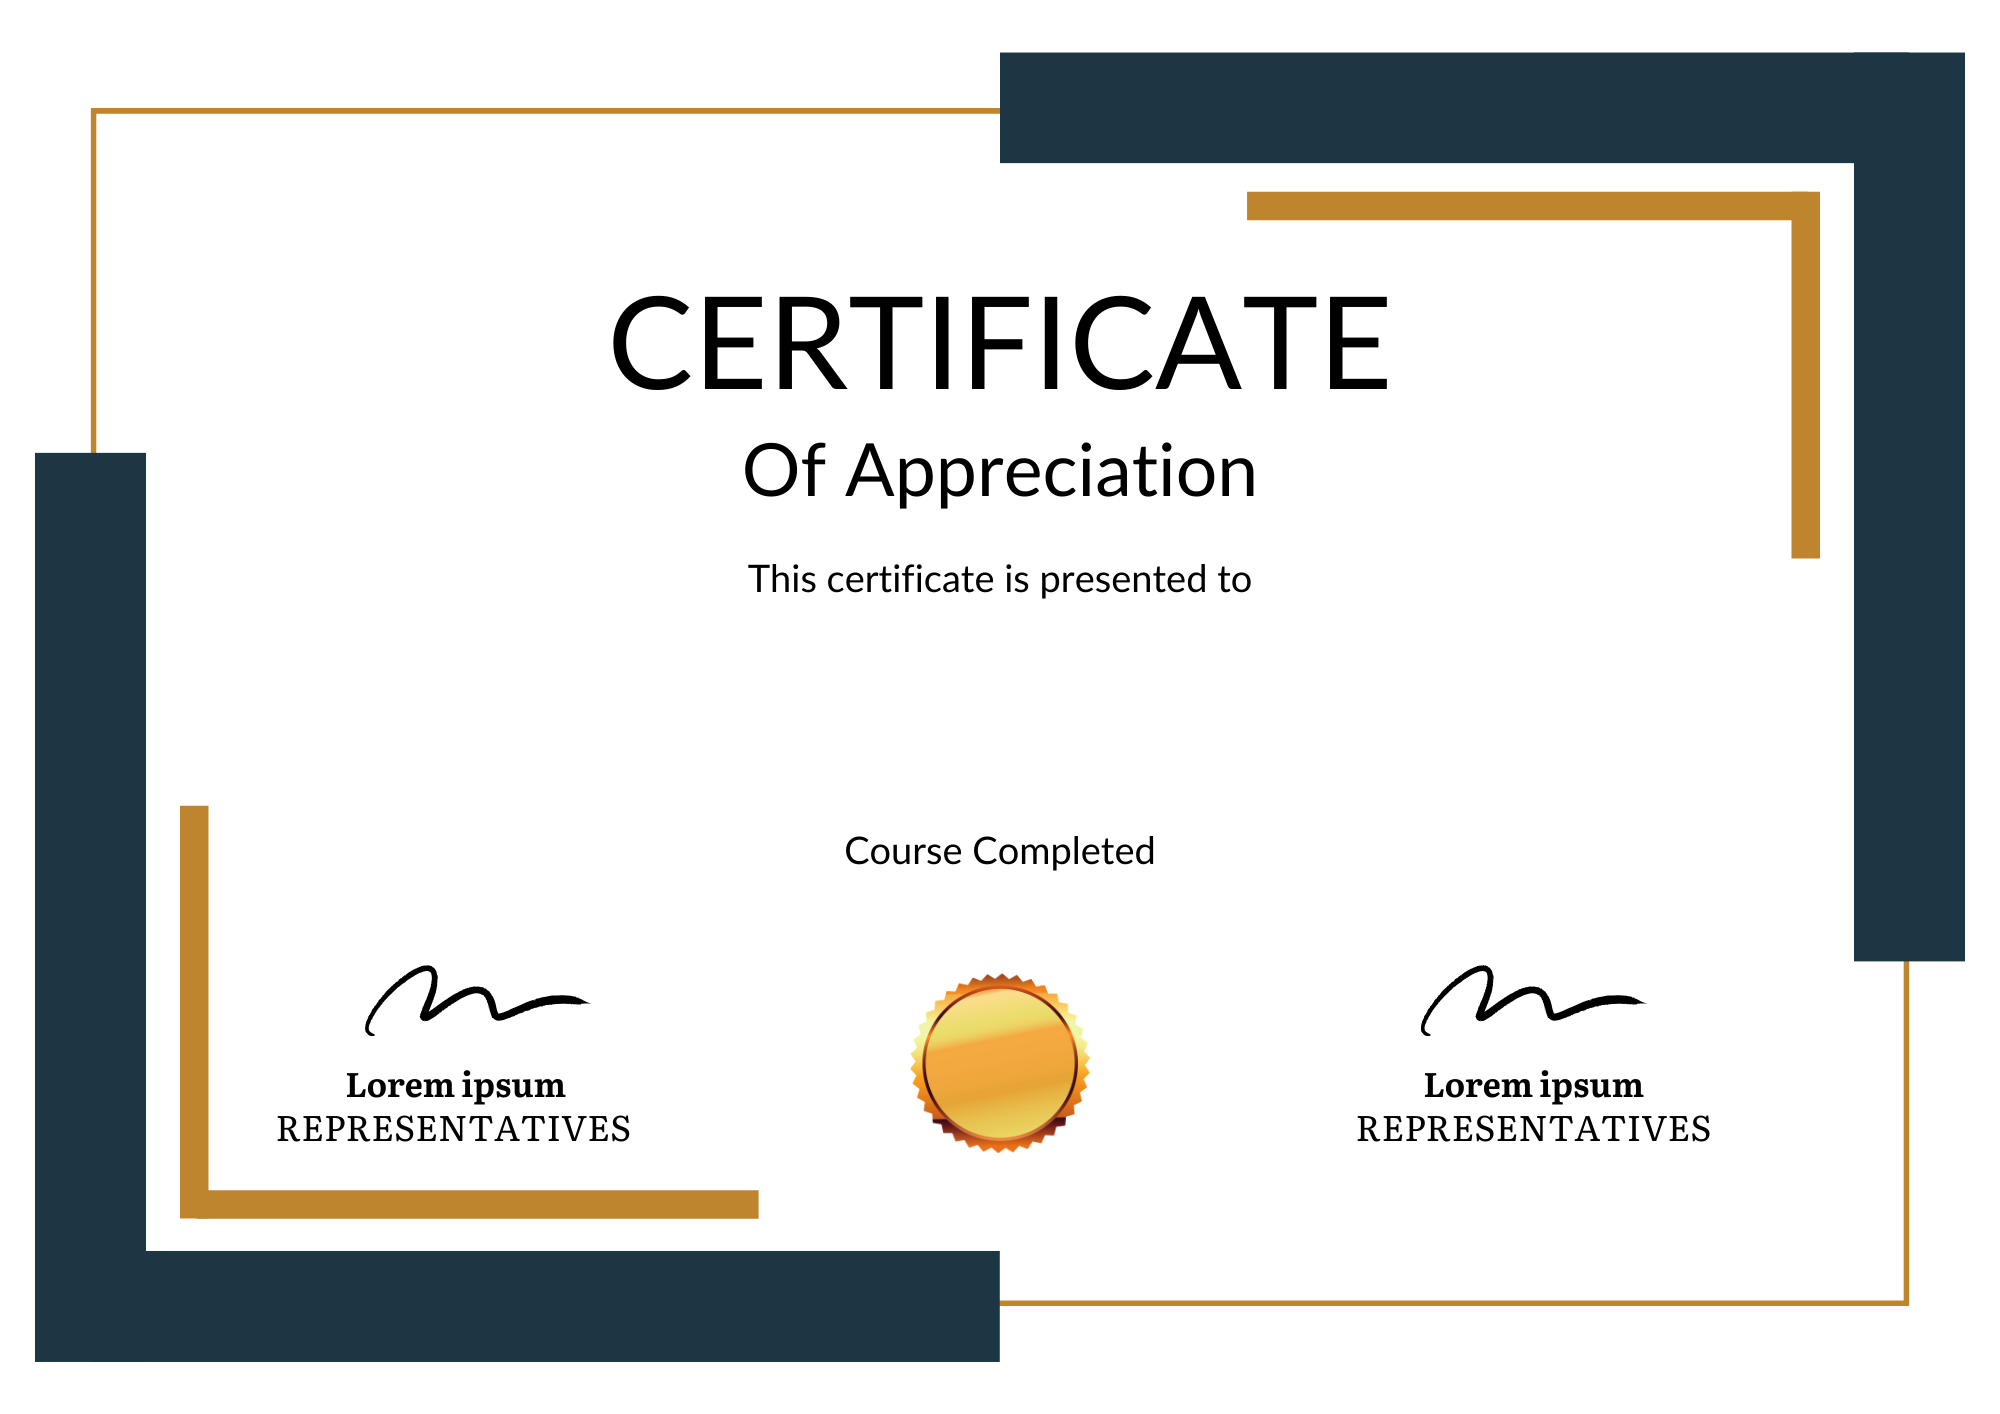 CERTIFICATE
Of Appreciation
This certificate is presented to
Course Completed
Lorem ipsum
REPRESENTATIVES
Lorem ipsum
REPRESENTATIVES